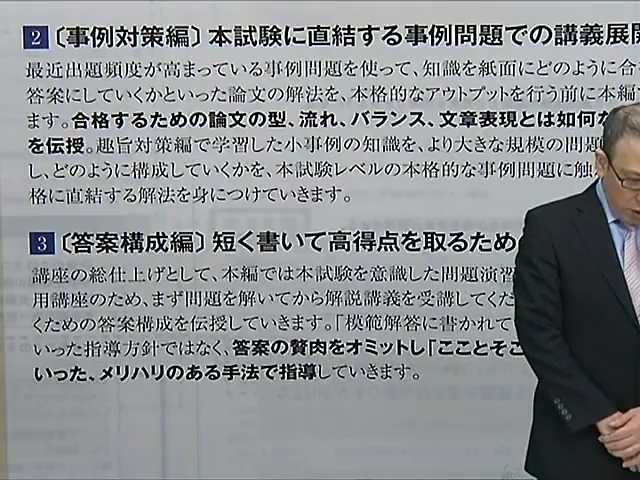 2 〔事例対策編〕本試験に直結する事例問題での講義展開
最近出題頻度が高まっている事例問題を使って、知識を紙面にどのように合
答案にしていくかといった論文の解法を、本格的なアウトプットを行う前に本編
ます。合格するための論文の型、流れ、バランス、文章表現とは如何な
を伝授。趣旨対策編で学習した小事例の知識を、より大きな規模の問題
し、どのように構成していくかを、本試験レベルの本格的な事例問題に触
格に直結する解法を身につけていきます。
3 〔答案構成編〕短く書いて高得点を取るため
講座の総仕上げとして、本編では本試験を意識した問題演習
用講座のため、まず問題を解いてから解説講義を受講してくだ
くための答案構成を伝授していきます。「模範解答に書かれて
いった指導方針ではなく、答案の贅肉をオミットし「こことそこ
いった、メリハリのある手法で指導していきます。